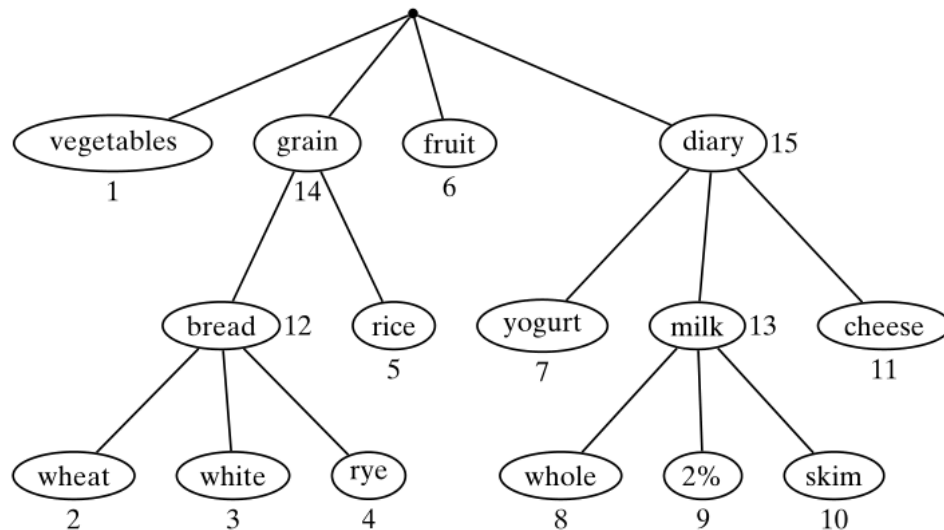 vegetables grain fruit diary 15
1 14 6
bread 12 rice yogurt milk 13 cheese
5 7 11
wheat white rye whole 2% skim
2 3 4 8 9 10